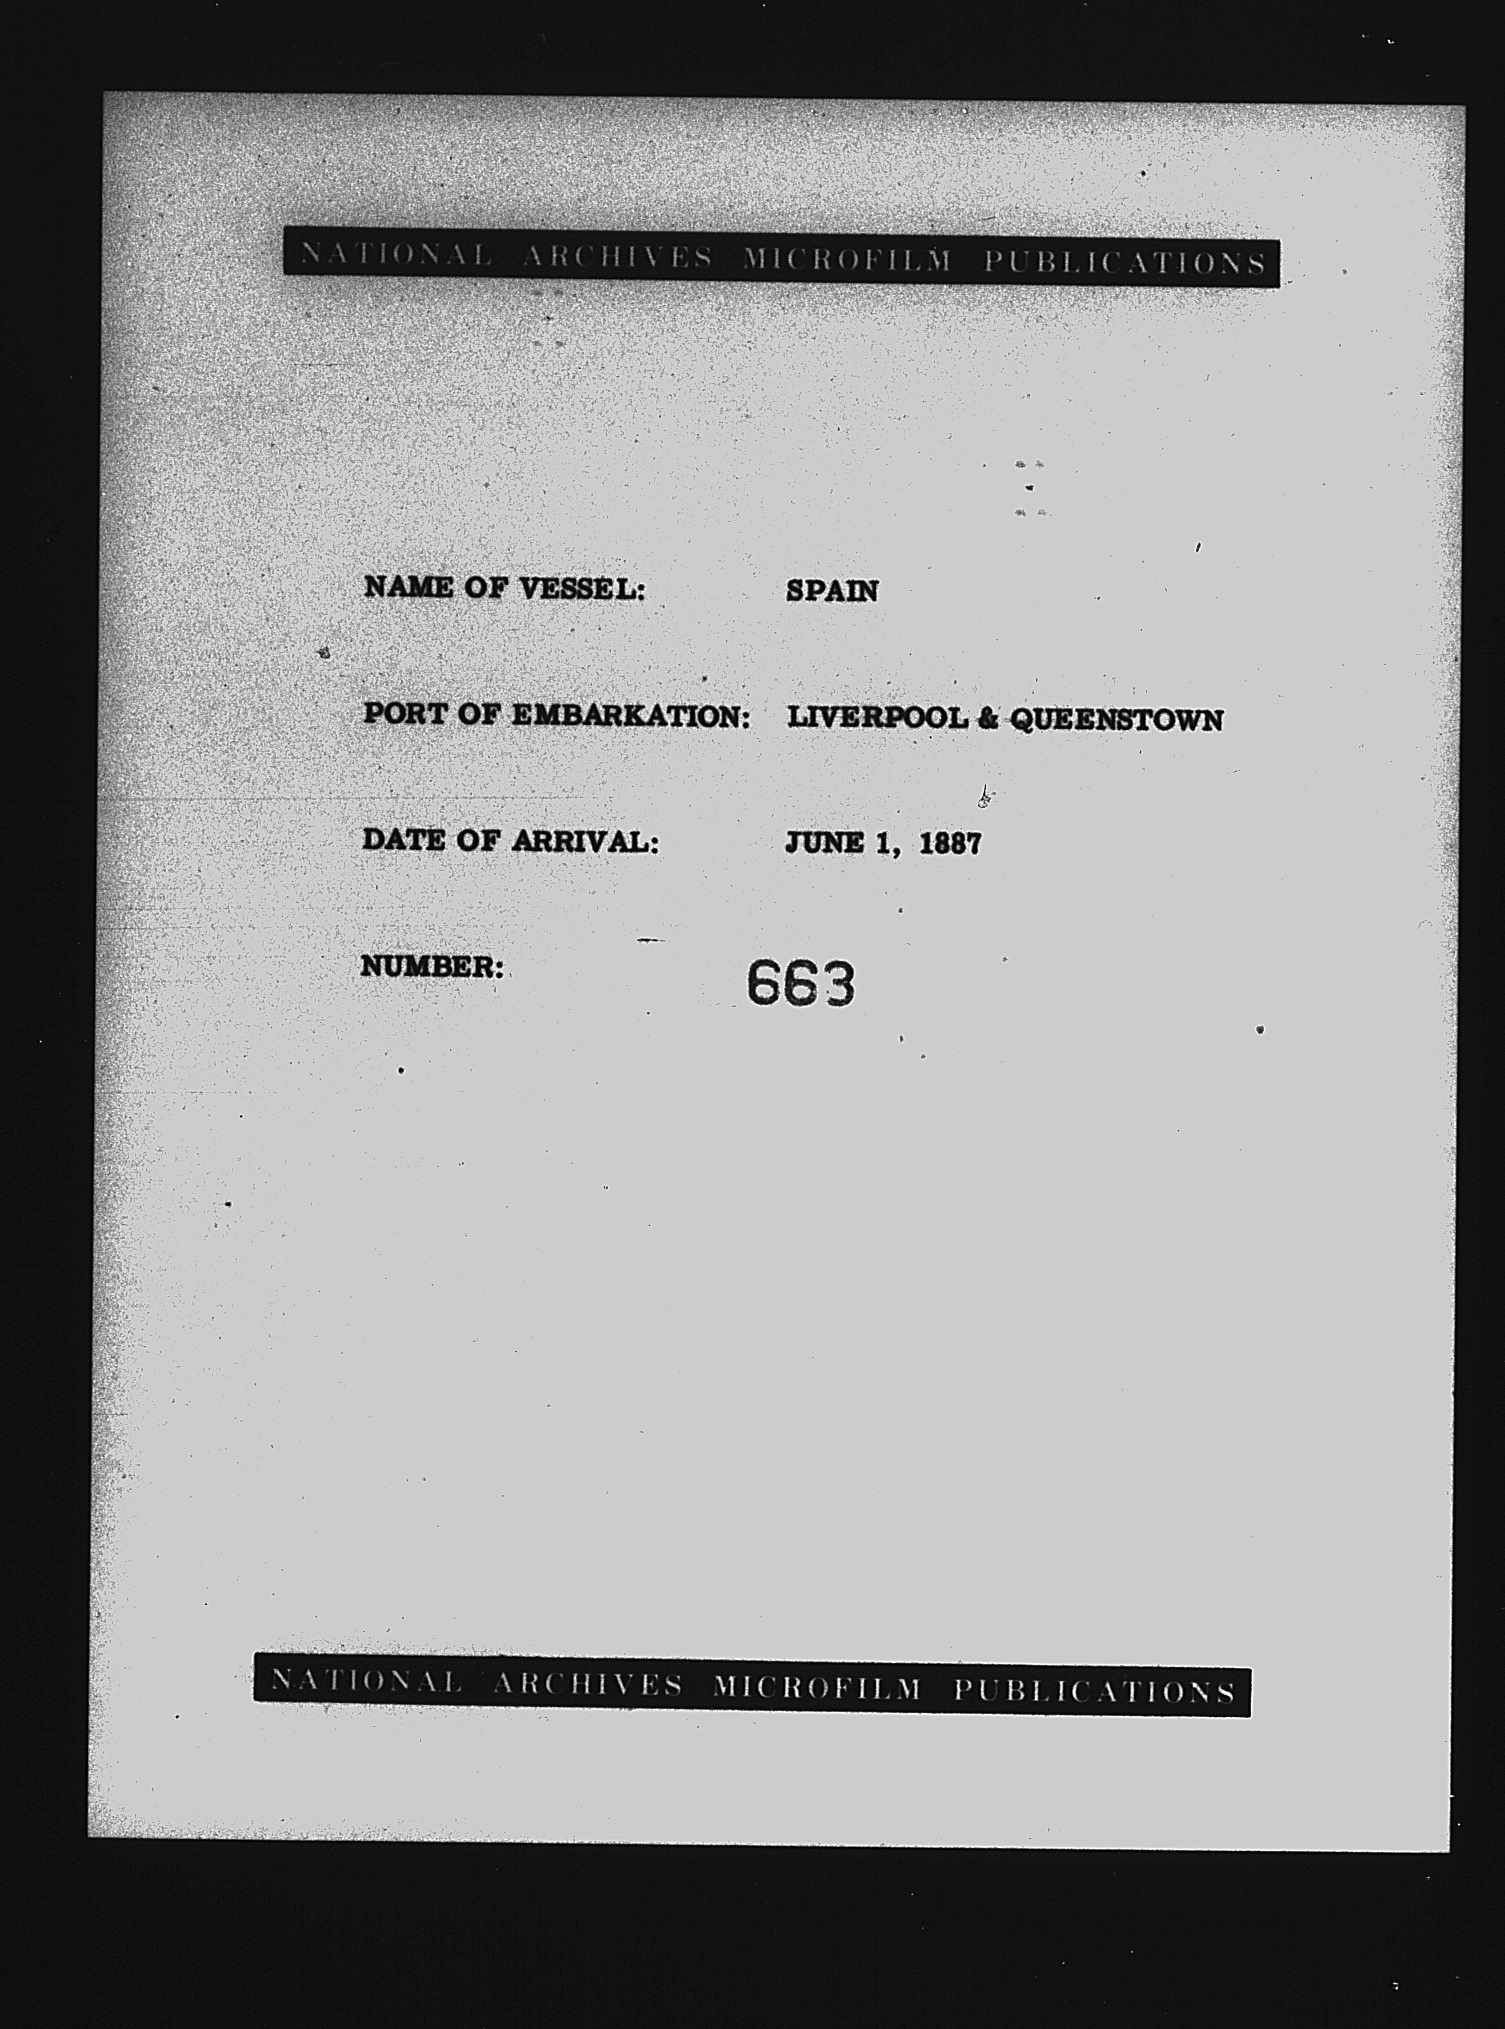 NATIONAL ARCHIVES MICROFILM PUBLICATIONS
NAME OF VESSEL: SPAIN
PORT OF EMBARKATION: LIVERPOOL & QUEENSTOWN
DATE OF ARRIVAL: JUNE 1, 1887
NUMBER: 663
NATIONAL ARCHIVES MICROFILM PUBLICATIONS